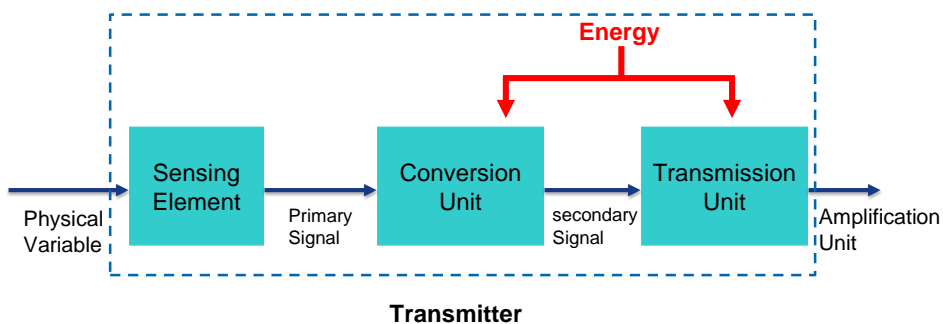 Energy
Sensing
Element
Conversion
Unit
Transmission
Unit
Physical
Variable
Primary
Signal
secondary
Signal
Amplification
Unit
Transmitter